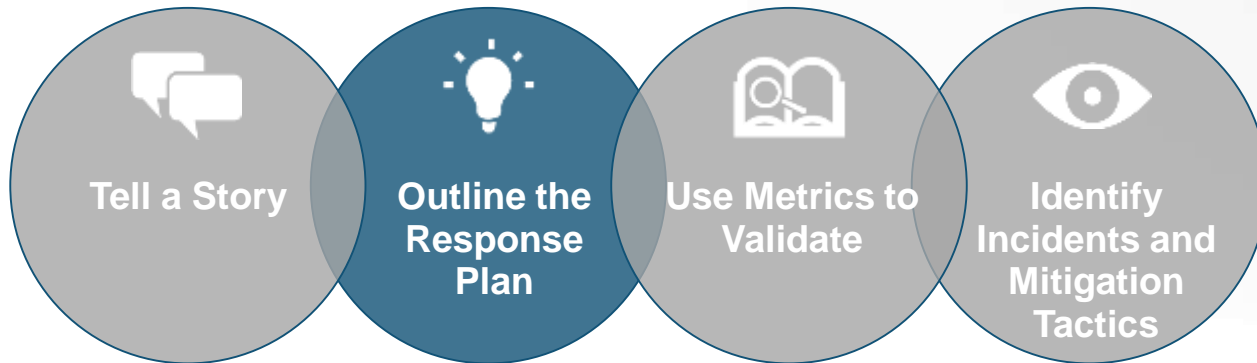 Tell a Story
Outline the
Response
Plan
Use Metrics to
Validate
Identify
Incidents and
Mitigation
Tactics